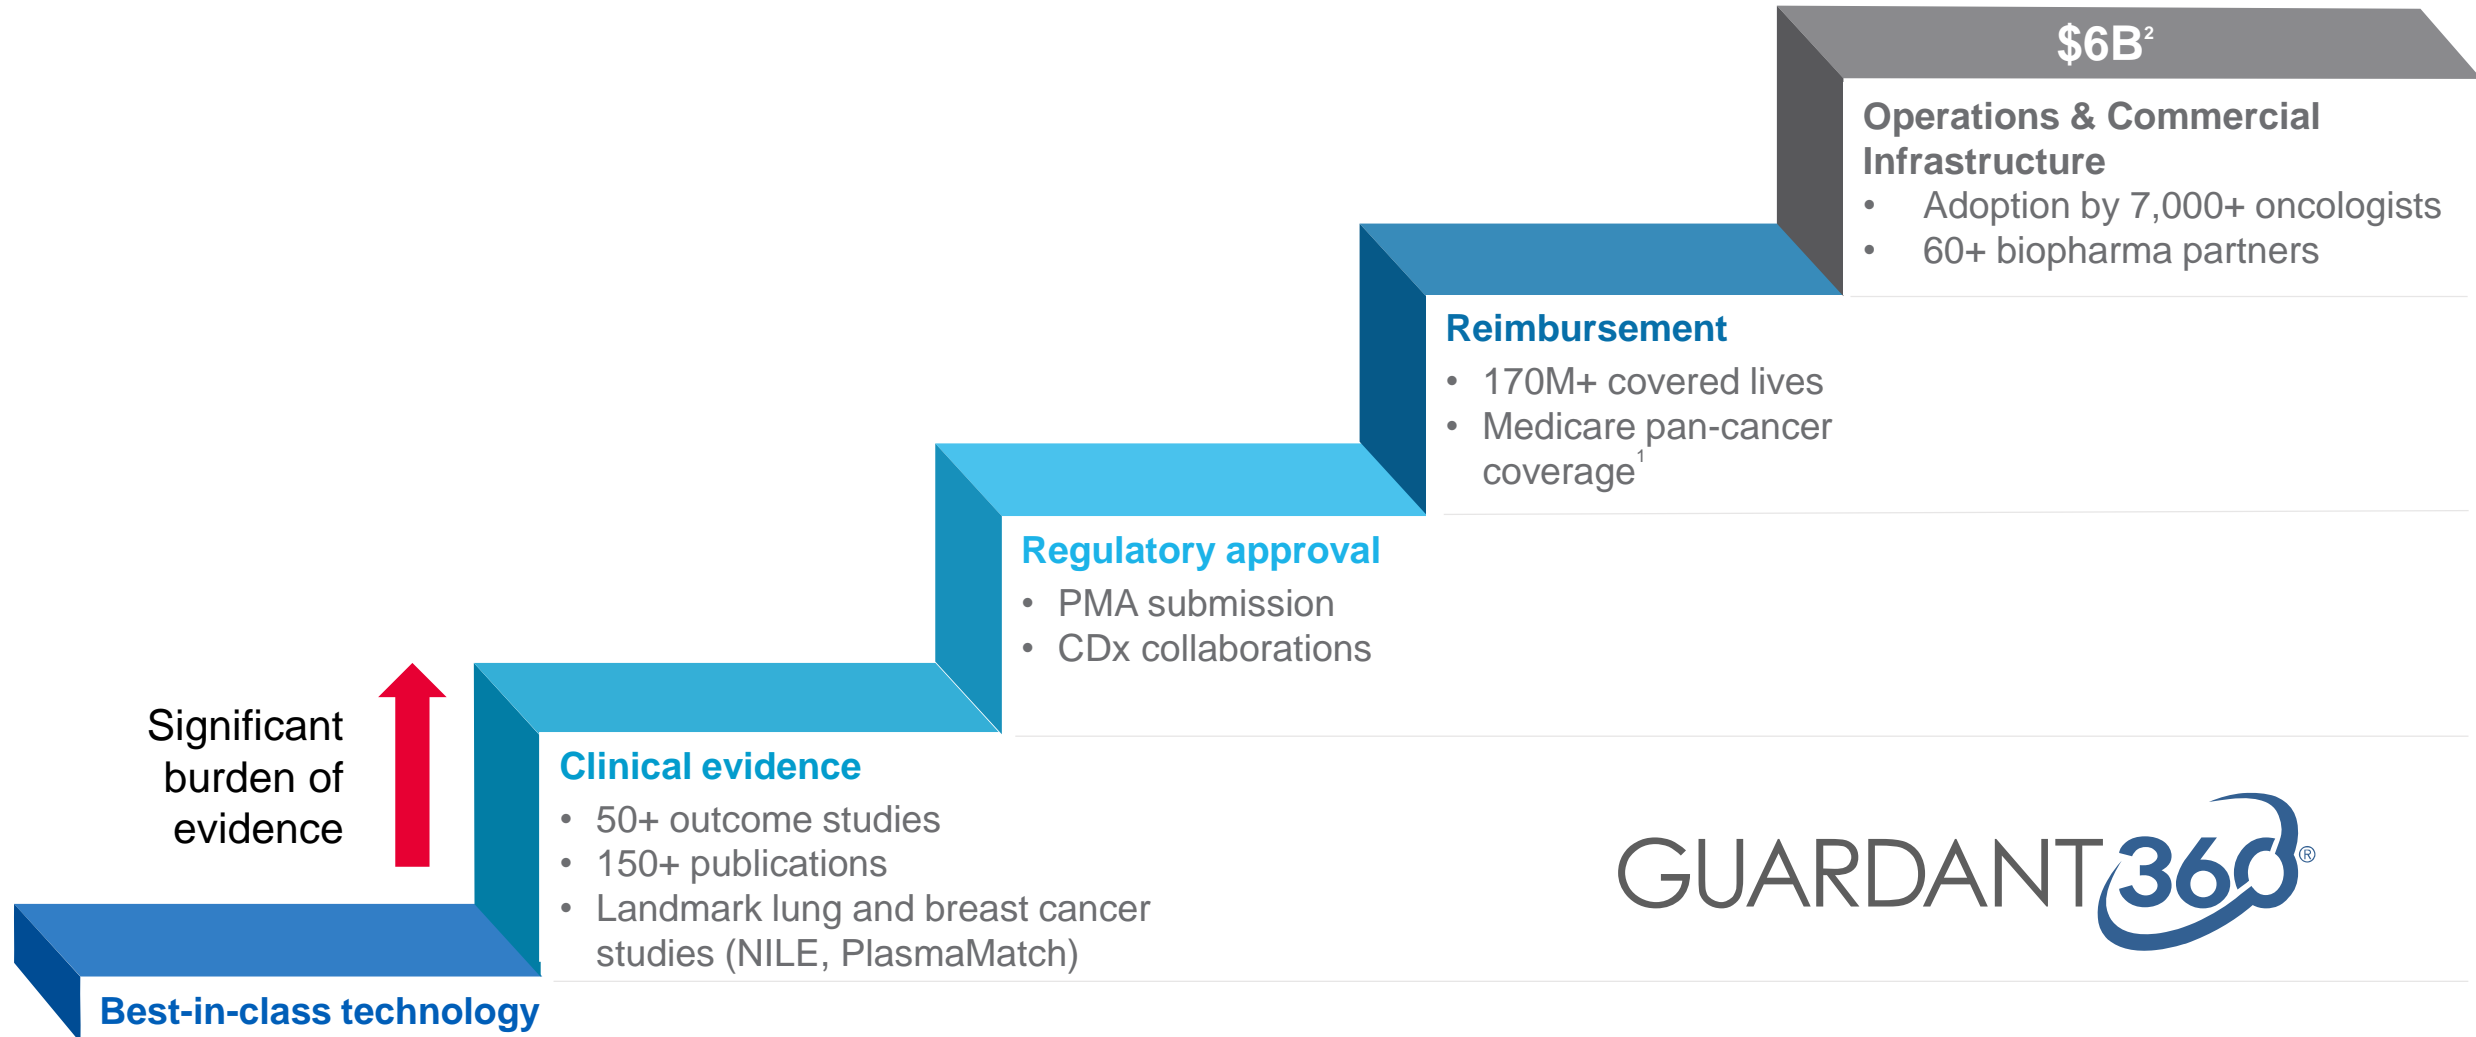 $6B²
Operations & Commercial
Infrastructure
• Adoption by 7,000+ oncologists
• 60+ biopharma partners
Reimbursement
• 170M+ covered lives
• Medicare pan-cancer
coverage¹
Regulatory approval
• PMA submission
• CDx collaborations
Significant
burden of
evidence
Clinical evidence
• 50+ outcome studies
• 150+ publications
• Landmark lung and breast cancer
studies (NILE, PlasmaMatch)
GUARDANT360®
Best-in-class technology